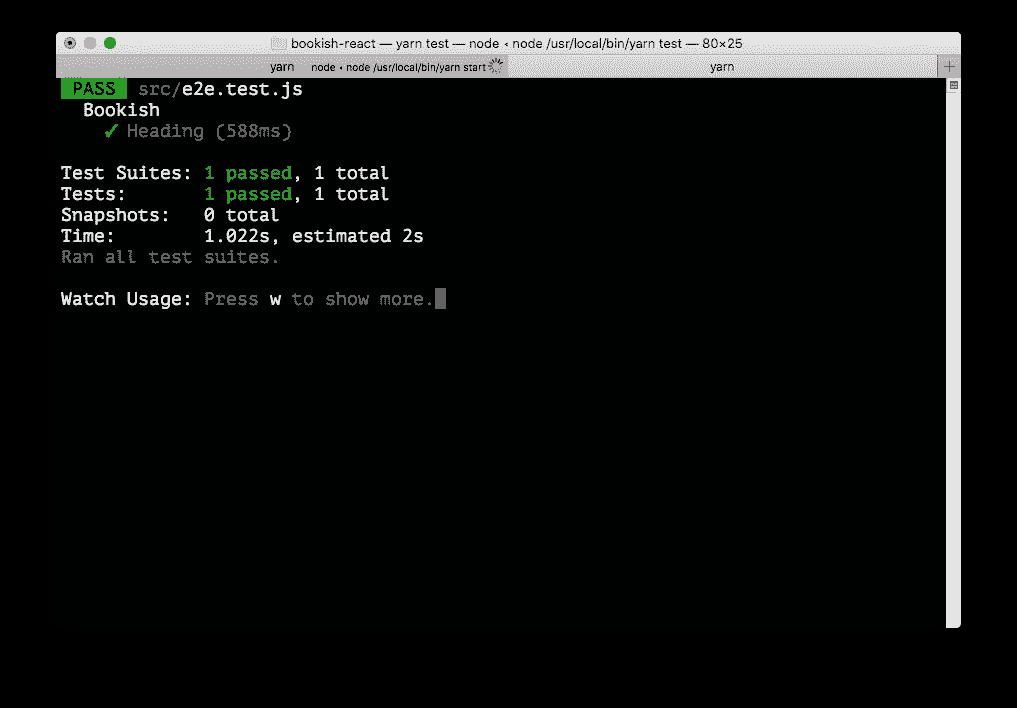 bookish-react — yarn test — node ‹ node /usr/local/bin/yarn test — 80×25
yarn node ‹ node /usr/local/bin/yarn start yarn +
PASS src/e2e.test.js
Bookish
✓ Heading (588ms)
Test Suites: 1 passed, 1 total
Tests: 1 passed, 1 total
Snapshots: 0 total
Time: 1.022s, estimated 2s
Ran all test suites.
Watch Usage: Press w to show more.